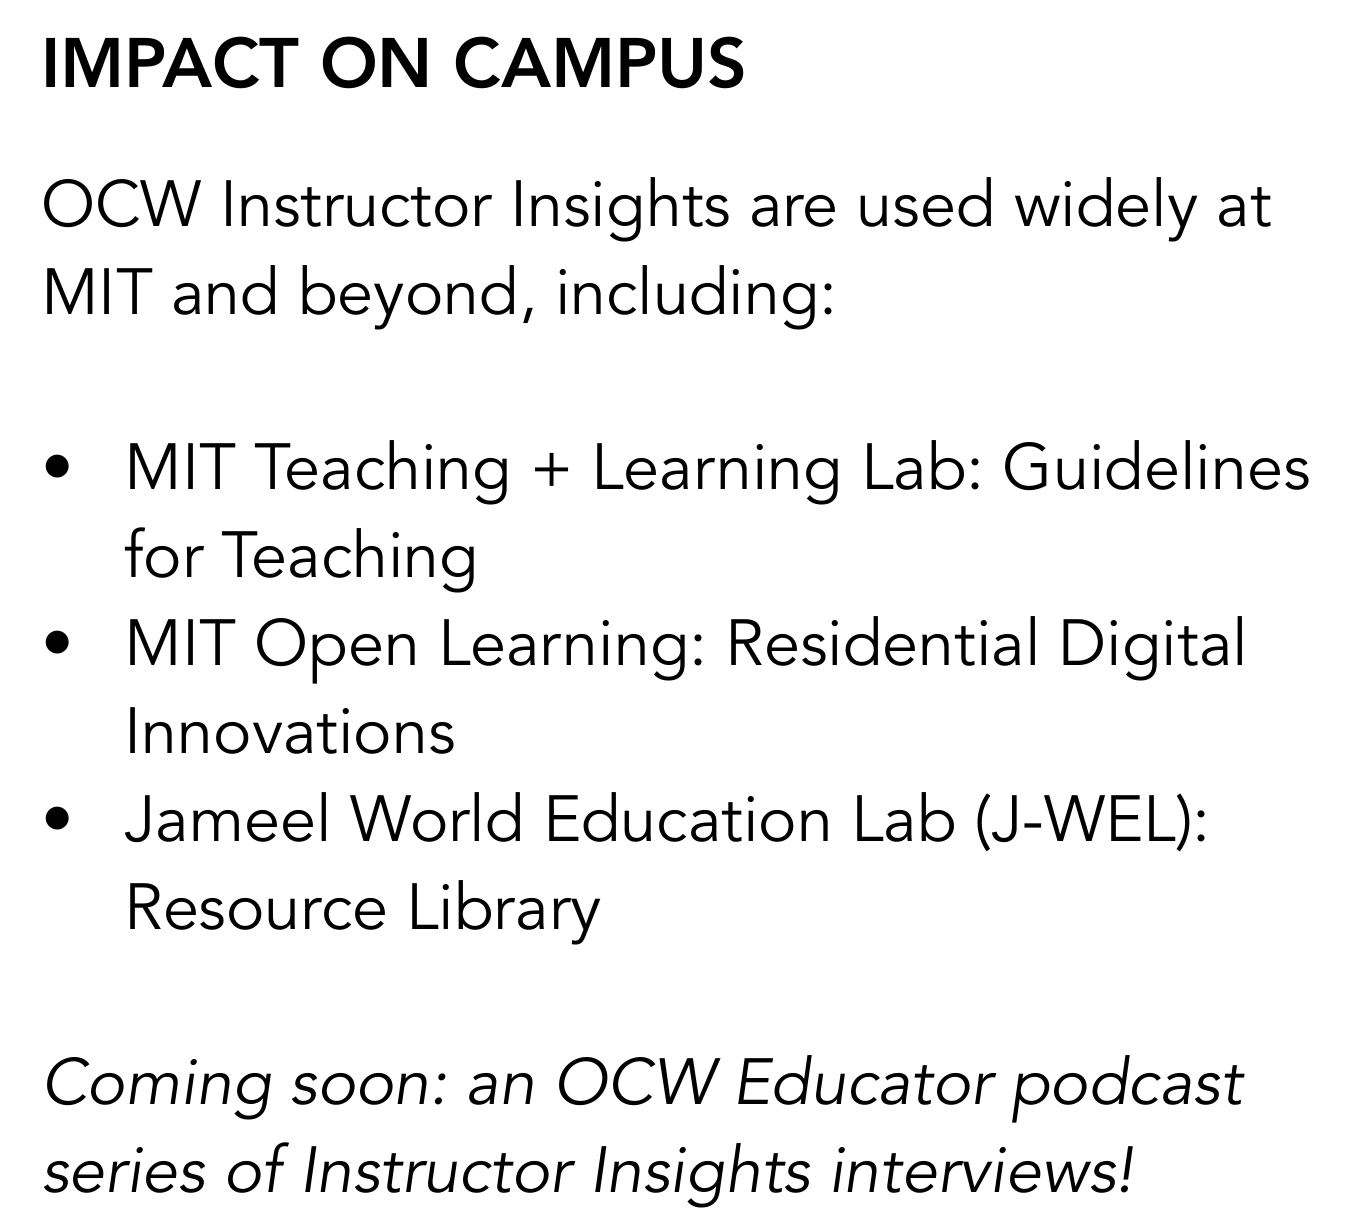 IMPACT ON CAMPUS
OCW Instructor Insights are used widely at
MIT and beyond, including:
• MIT Teaching + Learning Lab: Guidelines
for Teaching
• MIT Open Learning: Residential Digital
Innovations
• Jameel World Education Lab (J-WEL):
Resource Library
Coming soon: an OCW Educator podcast
series of Instructor Insights interviews!